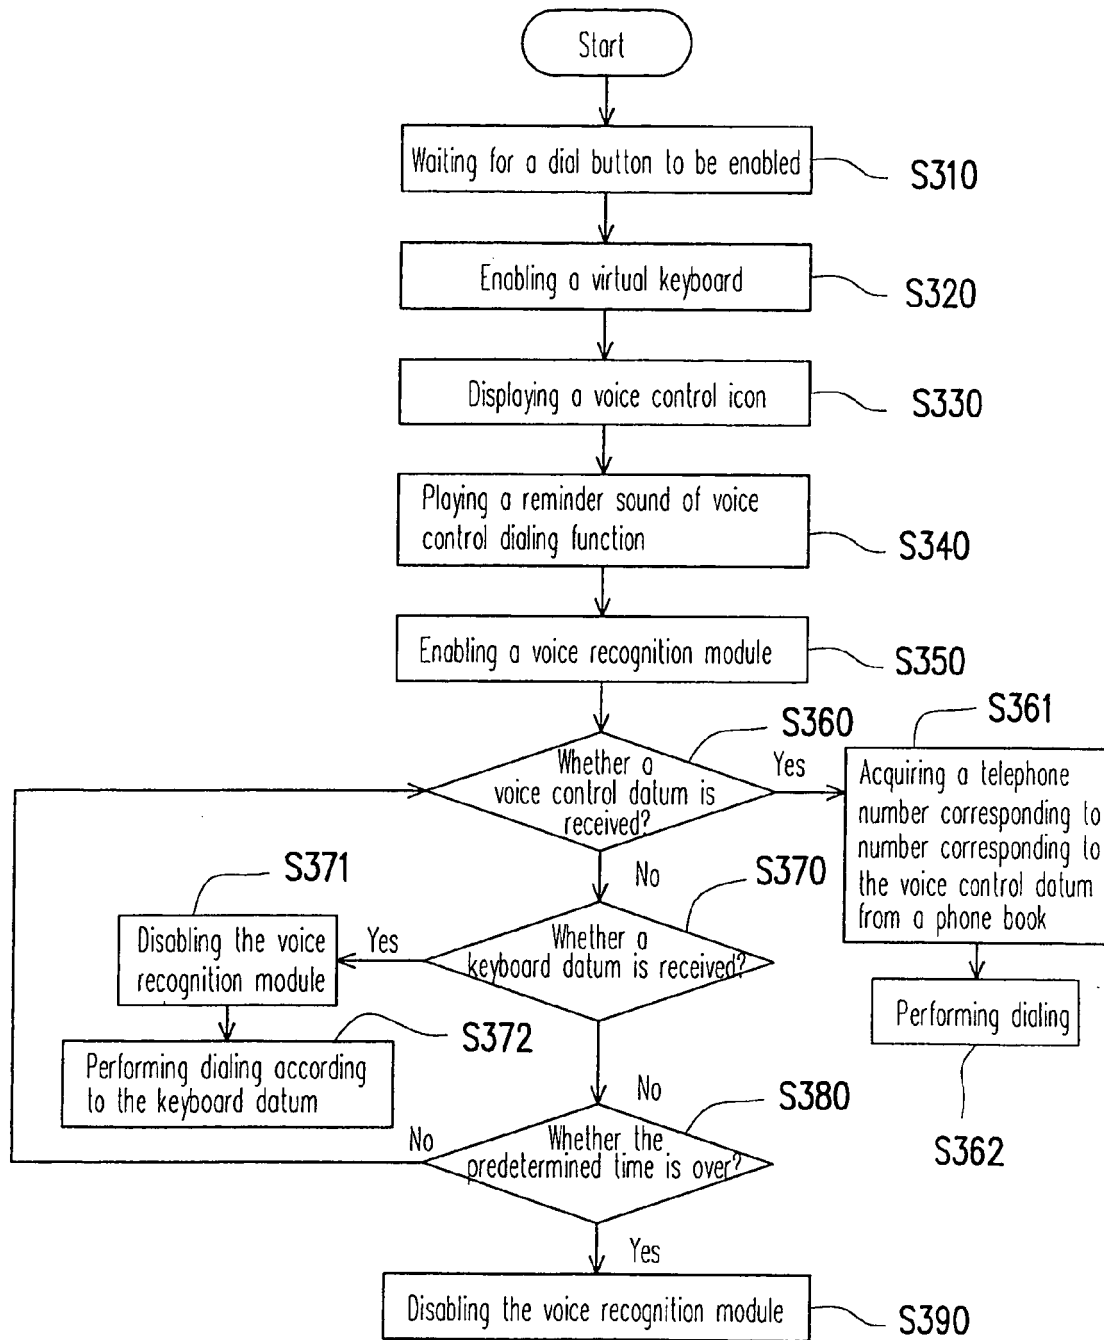 Start
Waiting for a dial button to be enabled
S310
Enabling a virtual keyboard
S320
Displaying a voice control icon
S330
Playing a reminder sound of voice
control dialing function
S340
Enabling a voice recognition module
S350
S360
Whether a
voice control datum is
received?
Yes
S361
Acquiring a telephone
number corresponding to
number corresponding to
the voice control datum
from a phone book
No
S370
S371
Whether a
keyboard datum is received?
Yes
Disabling the voice
recognition module
Performing dialing
S362
S372
Performing dialing according
to the keyboard datum
No
S380
Whether the
predetermined time is over?
No
Yes
Disabling the voice recognition module
S390